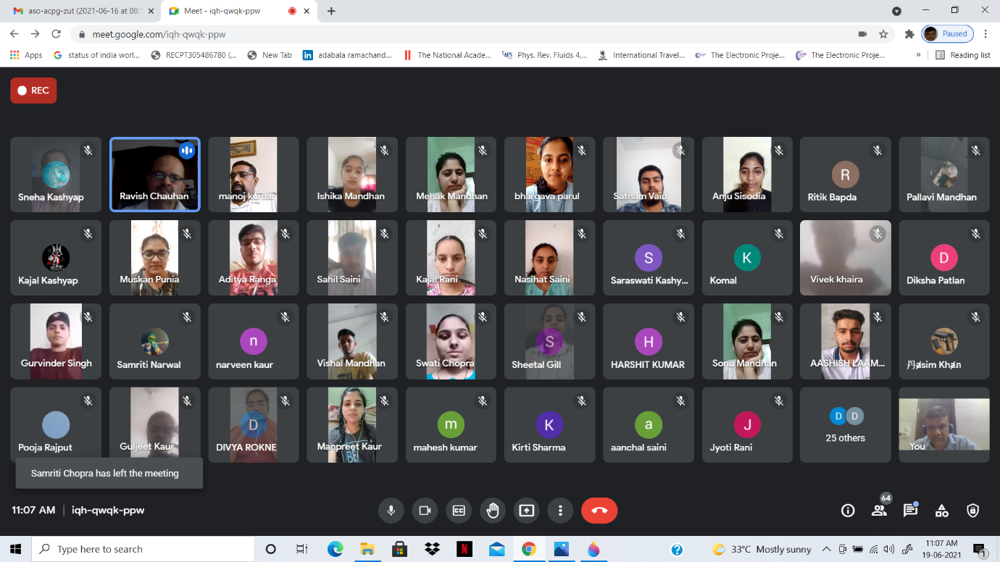 aso-acpg-zut (2021-06-16 at 08:1
Meet - iqh-qwqk-ppw
meet.google.com/iqh-qwqk-ppw
Paused
Apps
status of india worl...
RECPT305486780 (...
New Tab
adabala ramachand...
The National Acade...
Phys. Rev. Fluids 4,...
International Travel...
The Electronic Proje...
The Electronic Proje...
»
Reading list
REC
Sneha Kashyap
Ravish Chauhan
manoj kumar
Ishika Mandhan
Mehak Mandhan
bhargava parul
Satnam Vaid
Anju Sisodia
R
Ritik Bapda
Pallavi Mandhan
Kajal Kashyap
Muskan Punia
Aditya Ranga
Sahil Saini
Kajal Rani
Nasihat Saini
S
Saraswati Kashy...
K
Komal
Vivek khaira
D
Diksha Patlan
Gurvinder Singh
Samriti Narwal
n
narveen kaur
Vishal Mandhan
Swati Chopra
S
Sheetal Gill
H
HARSHIT KUMAR
Sonu Mandhan
AASHISH LAAM...
Pooja Rajput
Guljeet Kaur
D
DIVYA ROKNE
Manpreet Kaur
m
mahesh kumar
K
Kirti Sharma
a
aanchal saini
J
Jyoti Rani
D D
25 others
You
Samriti Chopra has left the meeting
11:07 AM | iqh-qwqk-ppw
CC
64
Type here to search
33°C Mostly sunny
11:07 AM
19-06-2021
1